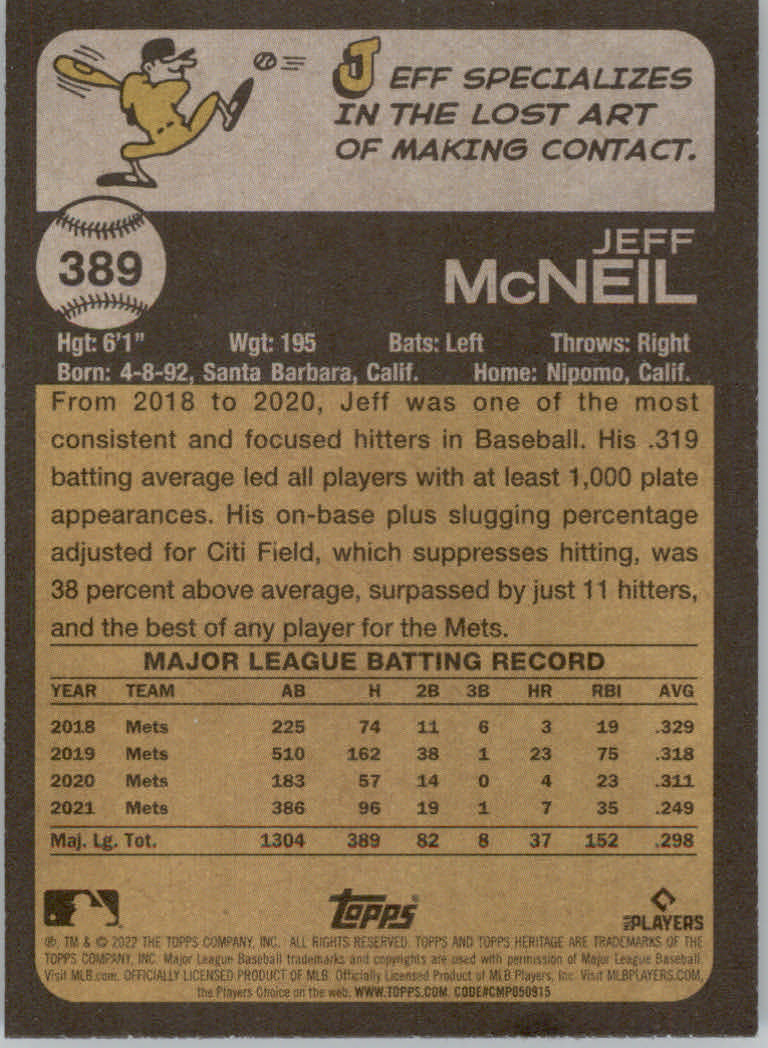 JEFF SPECIALIZES
IN THE LOST ART
OF MAKING CONTACT.
389
JEFF
McNEIL
Hgt: 6'1" Wgt: 195 Bats: Left Throws: Right
Born: 4-8-92, Santa Barbara, Calif. Home: Nipomo, Calif.
From 2018 to 2020, Jeff was one of the most
consistent and focused hitters in Baseball. His .319
batting average led all players with at least 1,000 plate
appearances. His on-base plus slugging percentage
adjusted for Citi Field, which suppresses hitting, was
38 percent above average, surpassed by just 11 hitters,
and the best of any player for the Mets.
MAJOR LEAGUE BATTING RECORD
YEAR TEAM AB H 2B 3B HR RBI AVG
2018 Mets 225 74 11 6 3 19 .329
2019 Mets 510 162 38 1 23 75 .318
2020 Mets 183 57 14 0 4 23 .311
2021 Mets 386 96 19 1 7 35 .249
Maj. Lg. Tot. 1304 389 82 8 37 152 .298
topps
MLB PLAYERS
®, TM & © 2022 THE TOPPS COMPANY, INC. ALL RIGHTS RESERVED. TOPPS AND TOPPS HERITAGE ARE TRADEMARKS OF THE
TOPPS COMPANY, INC. Major League Baseball trademarks and copyrights are used with permission of Major League Baseball.
Visit MLB.com. OFFICIALLY LICENSED PRODUCT OF MLB. Officially Licensed Product of MLB Players, Inc. Visit MLBPLAYERS.COM,
the Players Choice on the web. WWW.TOPPS.COM. CODE#CMP050915